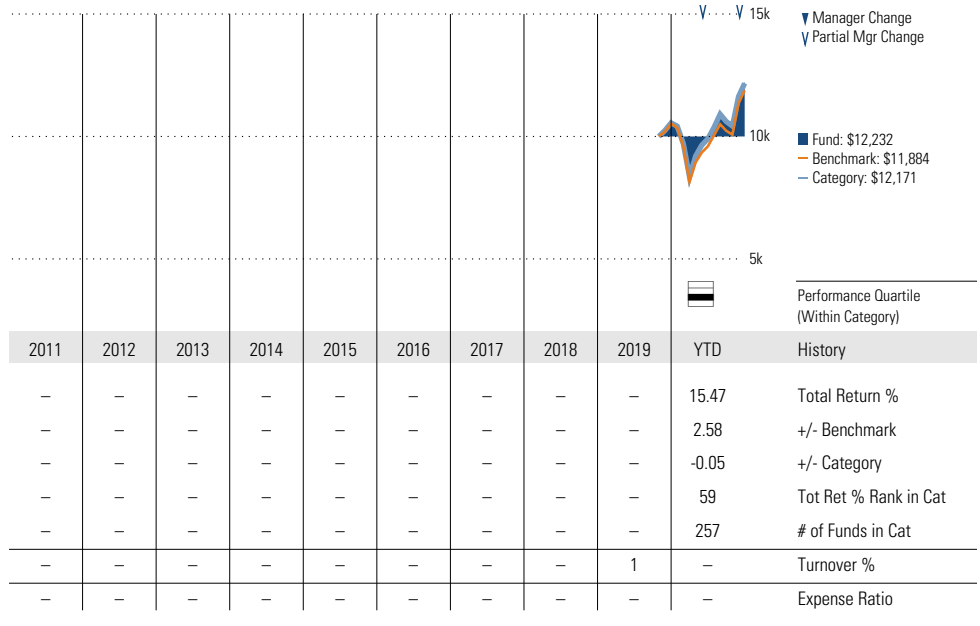 15k
Manager Change
Partial Mgr Change
10k
Fund: $12,232
Benchmark: $11,884
Category: $12,171
5k
Performance Quartile
(Within Category)
2011 2012 2013 2014 2015 2016 2017 2018 2019 YTD History
– – – – – – – – – 15.47 Total Return %
– – – – – – – – – 2.58 +/- Benchmark
– – – – – – – – – -0.05 +/- Category
– – – – – – – – – 59 Tot Ret % Rank in Cat
– – – – – – – – – 257 # of Funds in Cat
– – – – – – – – 1 – Turnover %
– – – – – – – – – – Expense Ratio